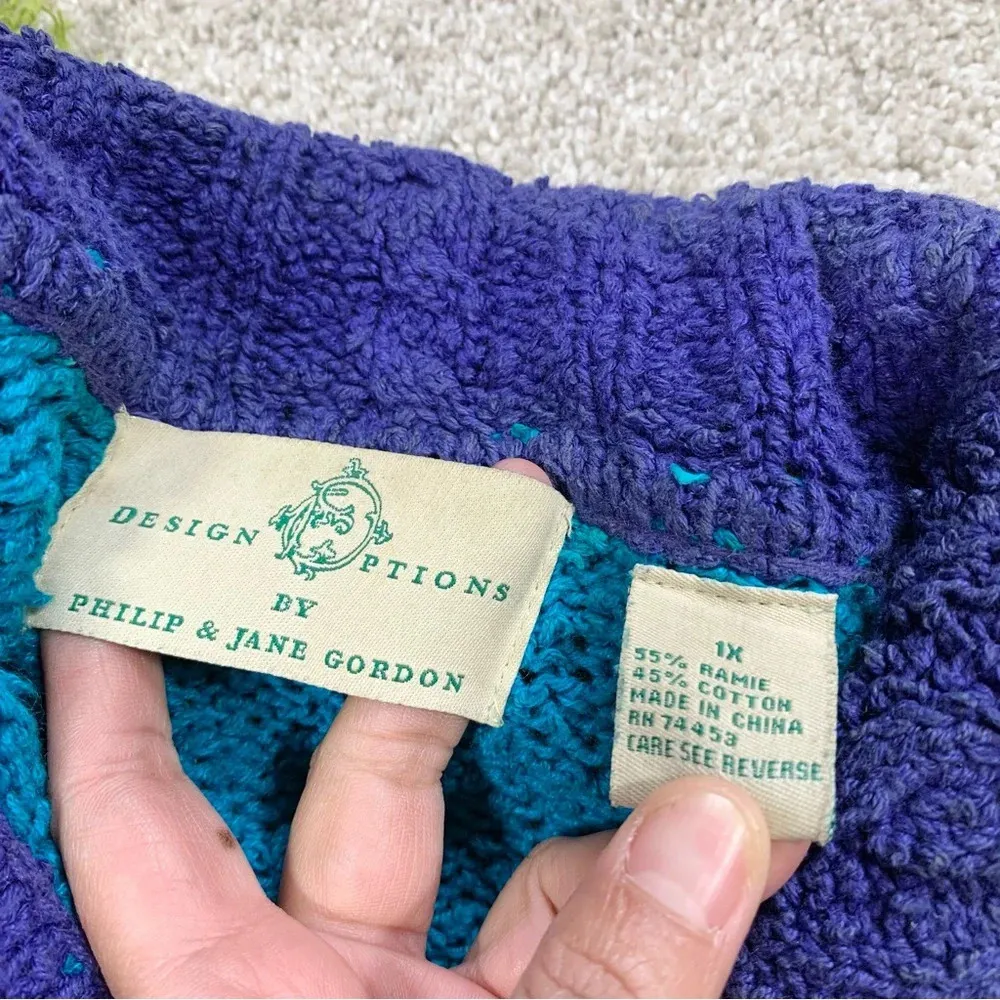 DESIGN OPTIONS
BY
PHILIP & JANE GORDON
1X
55% RAMIE
45% COTTON
MADE IN CHINA
RN 74453
CARE SEE REVERSE